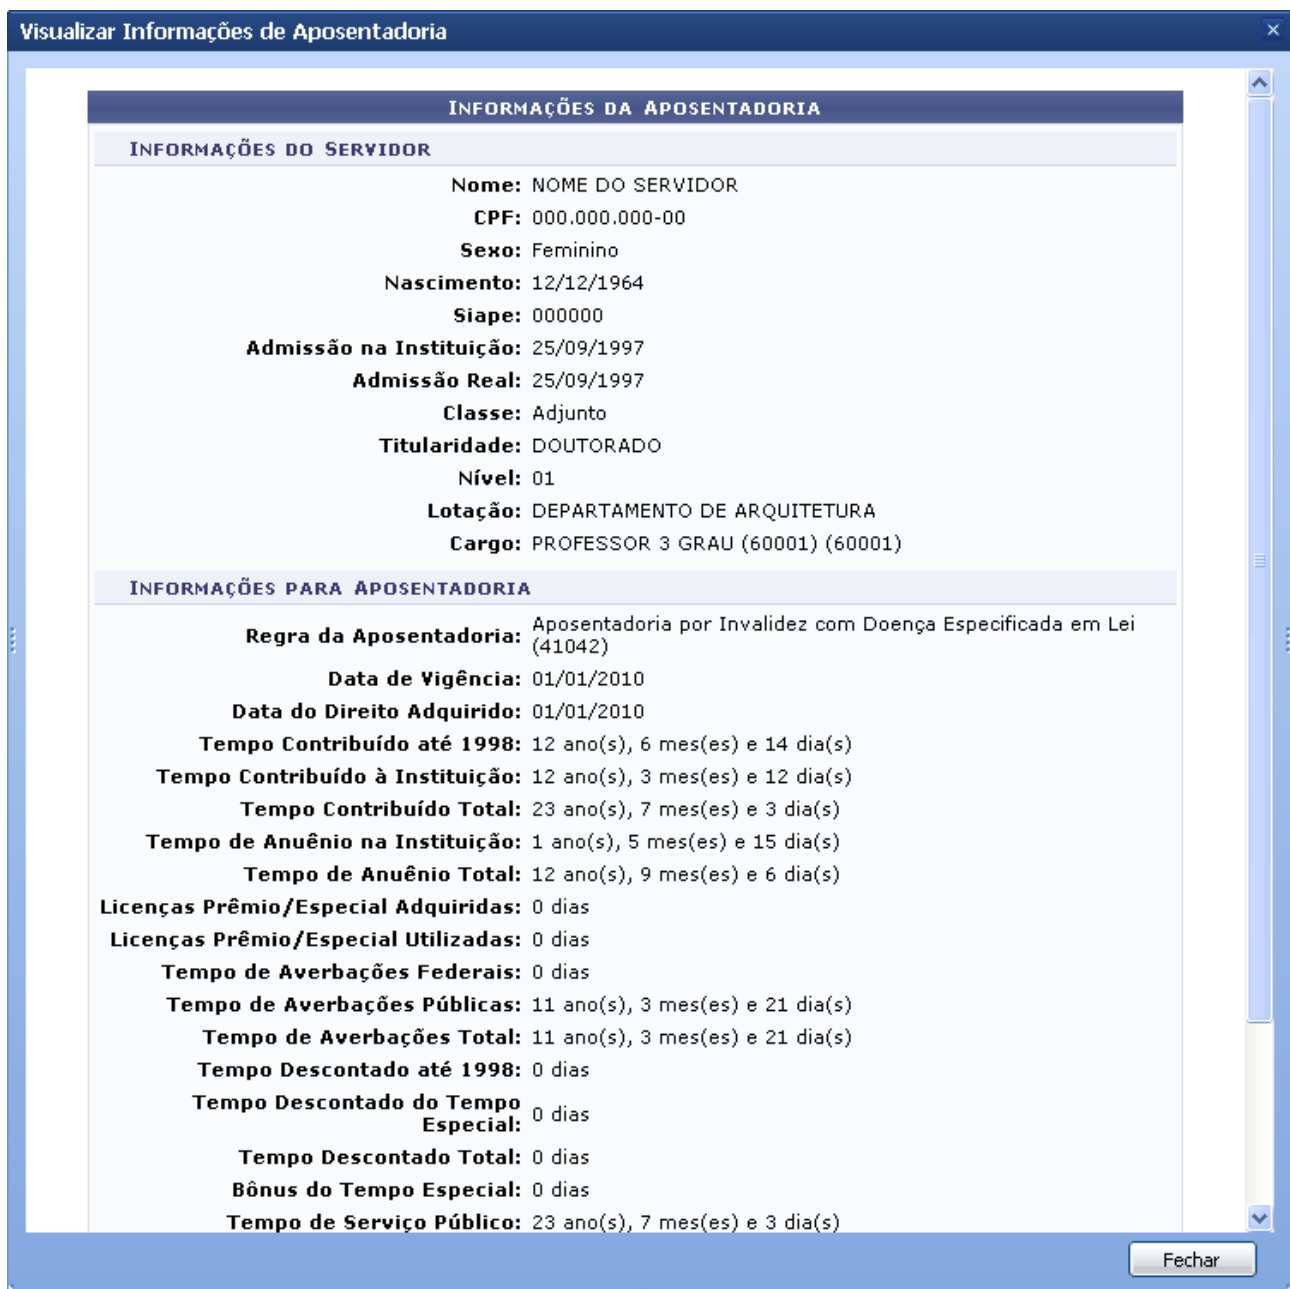 Visualizar Informações de Aposentadoria
INFORMAÇÕES DA APOSENTADORIA
INFORMAÇÕES DO SERVIDOR
Nome: NOME DO SERVIDOR
CPF: 000.000.000-00
Sexo: Feminino
Nascimento: 12/12/1964
Siape: 000000
Admissão na Instituição: 25/09/1997
Admissão Real: 25/09/1997
Classe: Adjunto
Titularidade: DOUTORADO
Nível: 01
Lotação: DEPARTAMENTO DE ARQUITETURA
Cargo: PROFESSOR 3 GRAU (60001) (60001)
INFORMAÇÕES PARA APOSENTADORIA
Regra da Aposentadoria: Aposentadoria por Invalidez com Doença Especificada em Lei
(41042)
Data de Vigência: 01/01/2010
Data do Direito Adquirido: 01/01/2010
Tempo Contribuído até 1998: 12 ano(s), 6 mes(es) e 14 dia(s)
Tempo Contribuído à Instituição: 12 ano(s), 3 mes(es) e 12 dia(s)
Tempo Contribuído Total: 23 ano(s), 7 mes(es) e 3 dia(s)
Tempo de Anuênio na Instituição: 1 ano(s), 5 mes(es) e 15 dia(s)
Tempo de Anuênio Total: 12 ano(s), 9 mes(es) e 6 dia(s)
Licenças Prêmio/Especial Adquiridas: 0 dias
Licenças Prêmio/Especial Utilizadas: 0 dias
Tempo de Averbações Federais: 0 dias
Tempo de Averbações Públicas: 11 ano(s), 3 mes(es) e 21 dia(s)
Tempo de Averbações Total: 11 ano(s), 3 mes(es) e 21 dia(s)
Tempo Descontado até 1998: 0 dias
Tempo Descontado do Tempo
Especial: 0 dias
Tempo Descontado Total: 0 dias
Bônus do Tempo Especial: 0 dias
Tempo de Serviço Público: 23 ano(s), 7 mes(es) e 3 dia(s)
Fechar